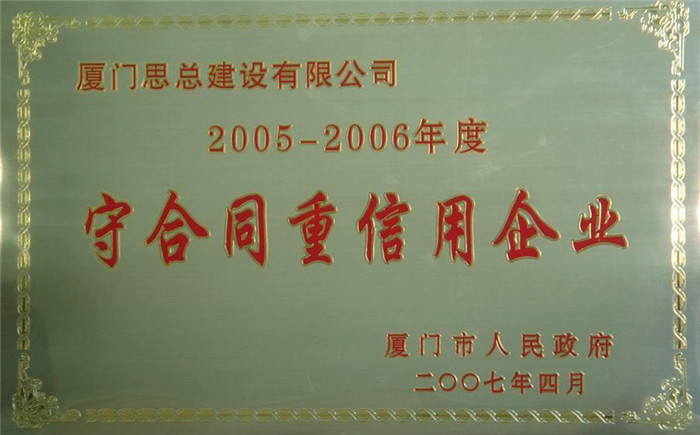 厦门思总建设有限公司
2005-2006年度
守合同重信用企业
厦门市人民政府
二〇〇七年四月